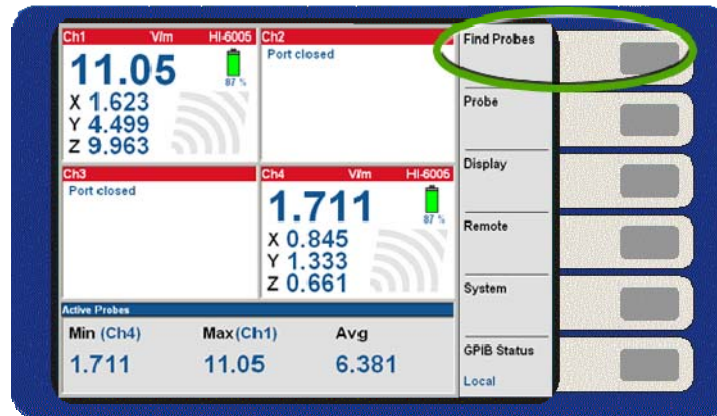 Ch1 V/m HI-6005
11.05
87 %
X 1.623
Y 4.499
Z 9.963
Ch2
Port closed
Ch3
Port closed
Ch4 V/m HI-6005
1.711
87 %
X 0.845
Y 1.333
Z 0.661
Active Probes
Min (Ch4) Max(Ch1) Avg
1.711 11.05 6.381
Find Probes
Probe
Display
Remote
System
GPIB Status
Local